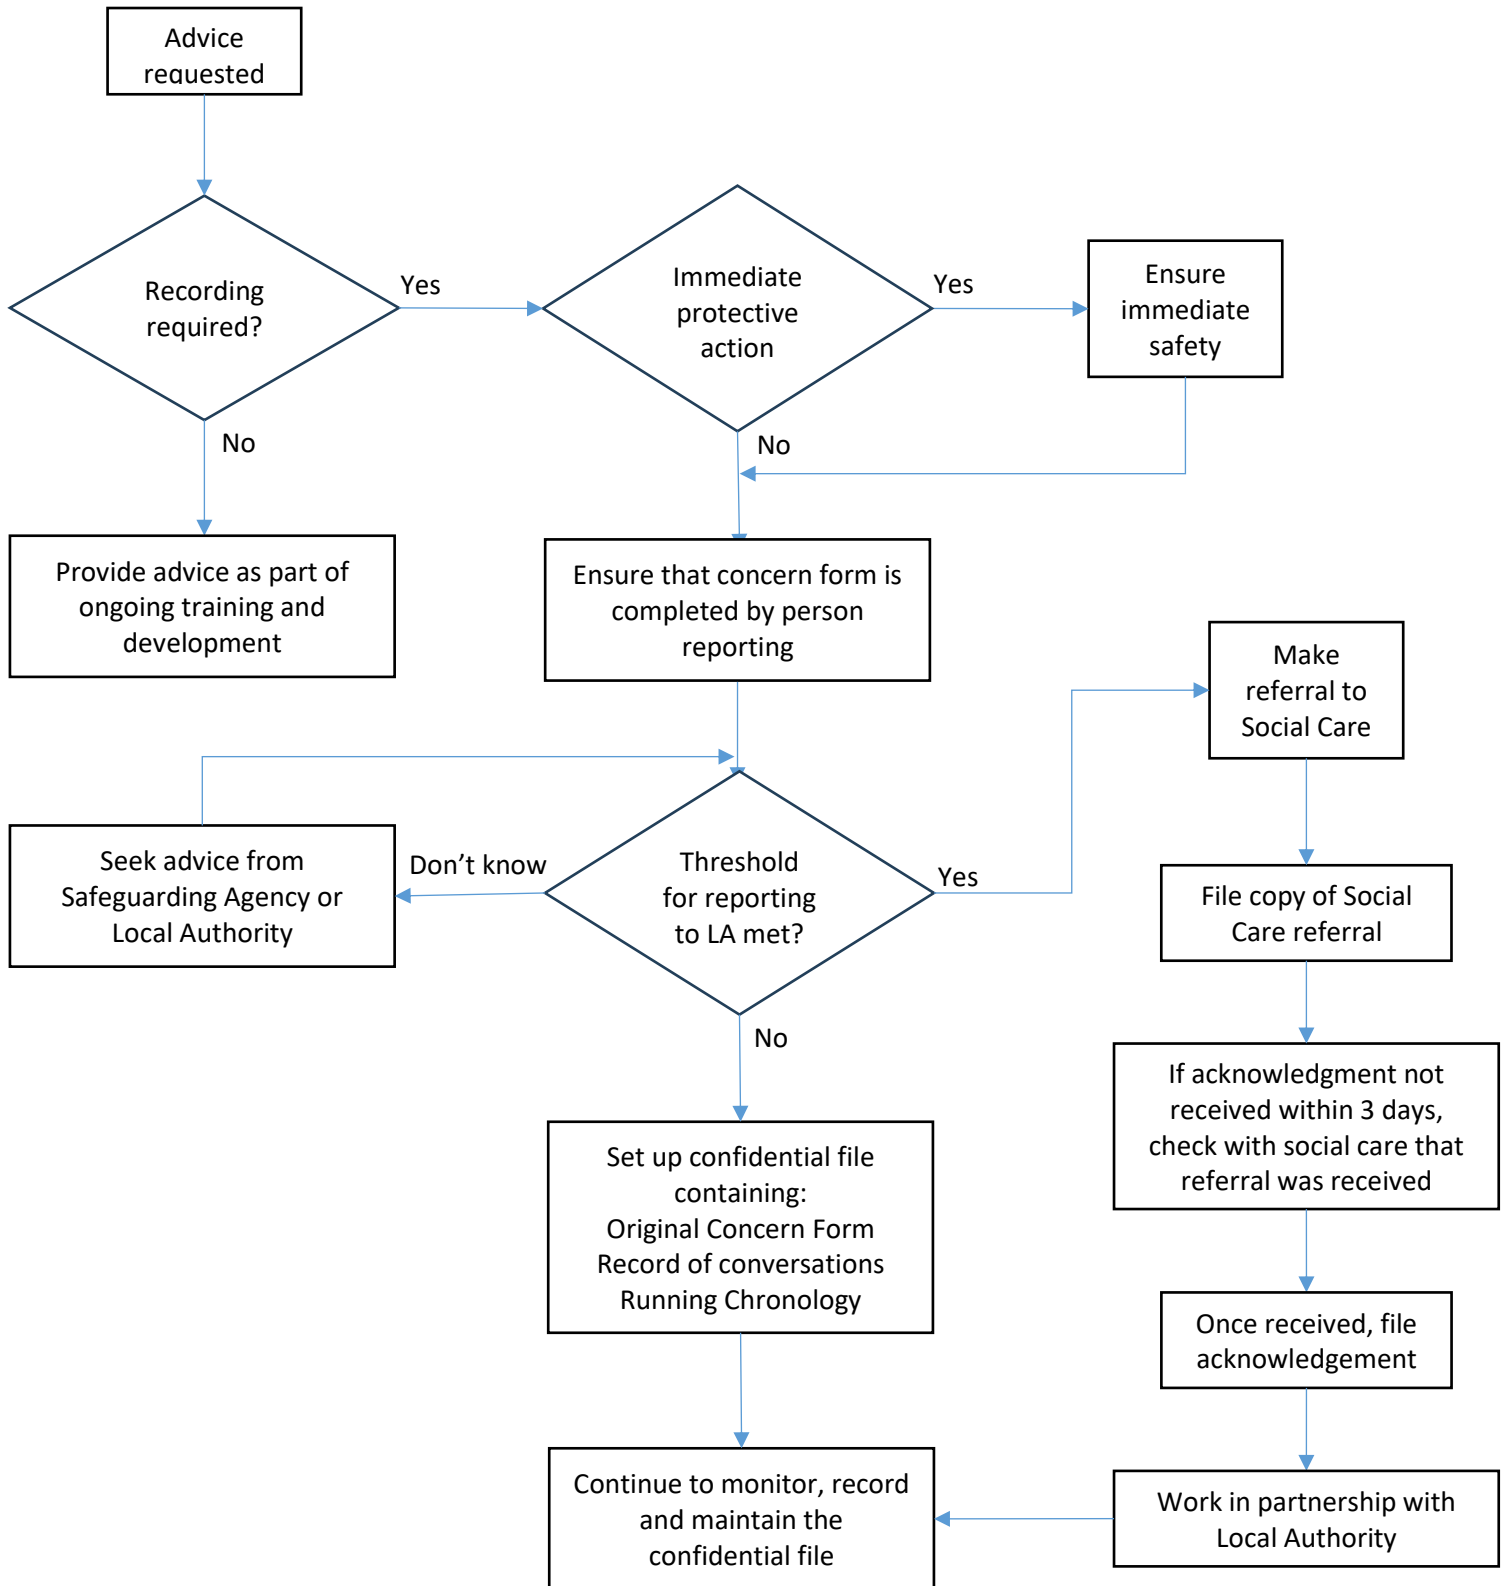 Advice
requested
Recording
required?
Yes
No
Immediate
protective
action
Yes
No
Ensure
immediate
safety
Provide advice as part of
ongoing training and
development
Ensure that concern form is
completed by person
reporting
Make
referral to
Social Care
Seek advice from
Safeguarding Agency or
Local Authority
Don’t know
Threshold
for reporting
to LA met?
Yes
No
File copy of Social
Care referral
If acknowledgment not
received within 3 days,
check with social care that
referral was received
Set up confidential file
containing:
Original Concern Form
Record of conversations
Running Chronology
Once received, file
acknowledgement
Continue to monitor, record
and maintain the
confidential file
Work in partnership with
Local Authority